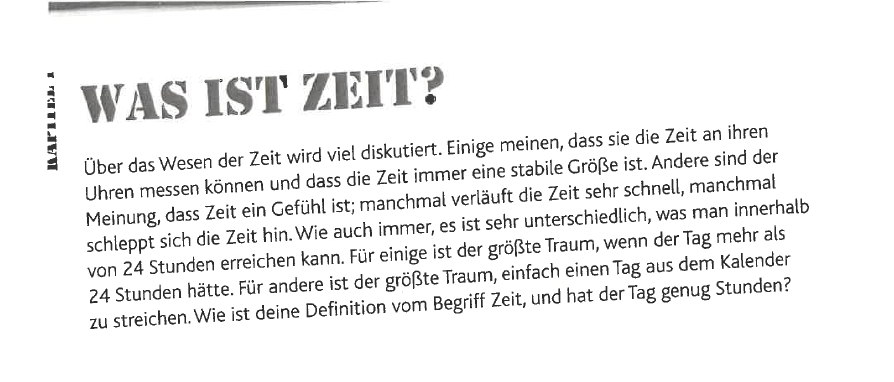 KAPITEL 1
WAS IST ZEIT?
Über das Wesen der Zeit wird viel diskutiert. Einige meinen, dass sie die Zeit an ihren
Uhren messen können und dass die Zeit immer eine stabile Größe ist. Andere sind der
Meinung, dass Zeit ein Gefühl ist; manchmal verläuft die Zeit sehr schnell, manchmal
schleppt sich die Zeit hin. Wie auch immer, es ist sehr unterschiedlich, was man innerhalb
von 24 Stunden erreichen kann. Für einige ist der größte Traum, wenn der Tag mehr als
24 Stunden hätte. Für andere ist der größte Traum, einfach einen Tag aus dem Kalender
zu streichen. Wie ist deine Definition vom Begriff Zeit, und hat der Tag genug Stunden?